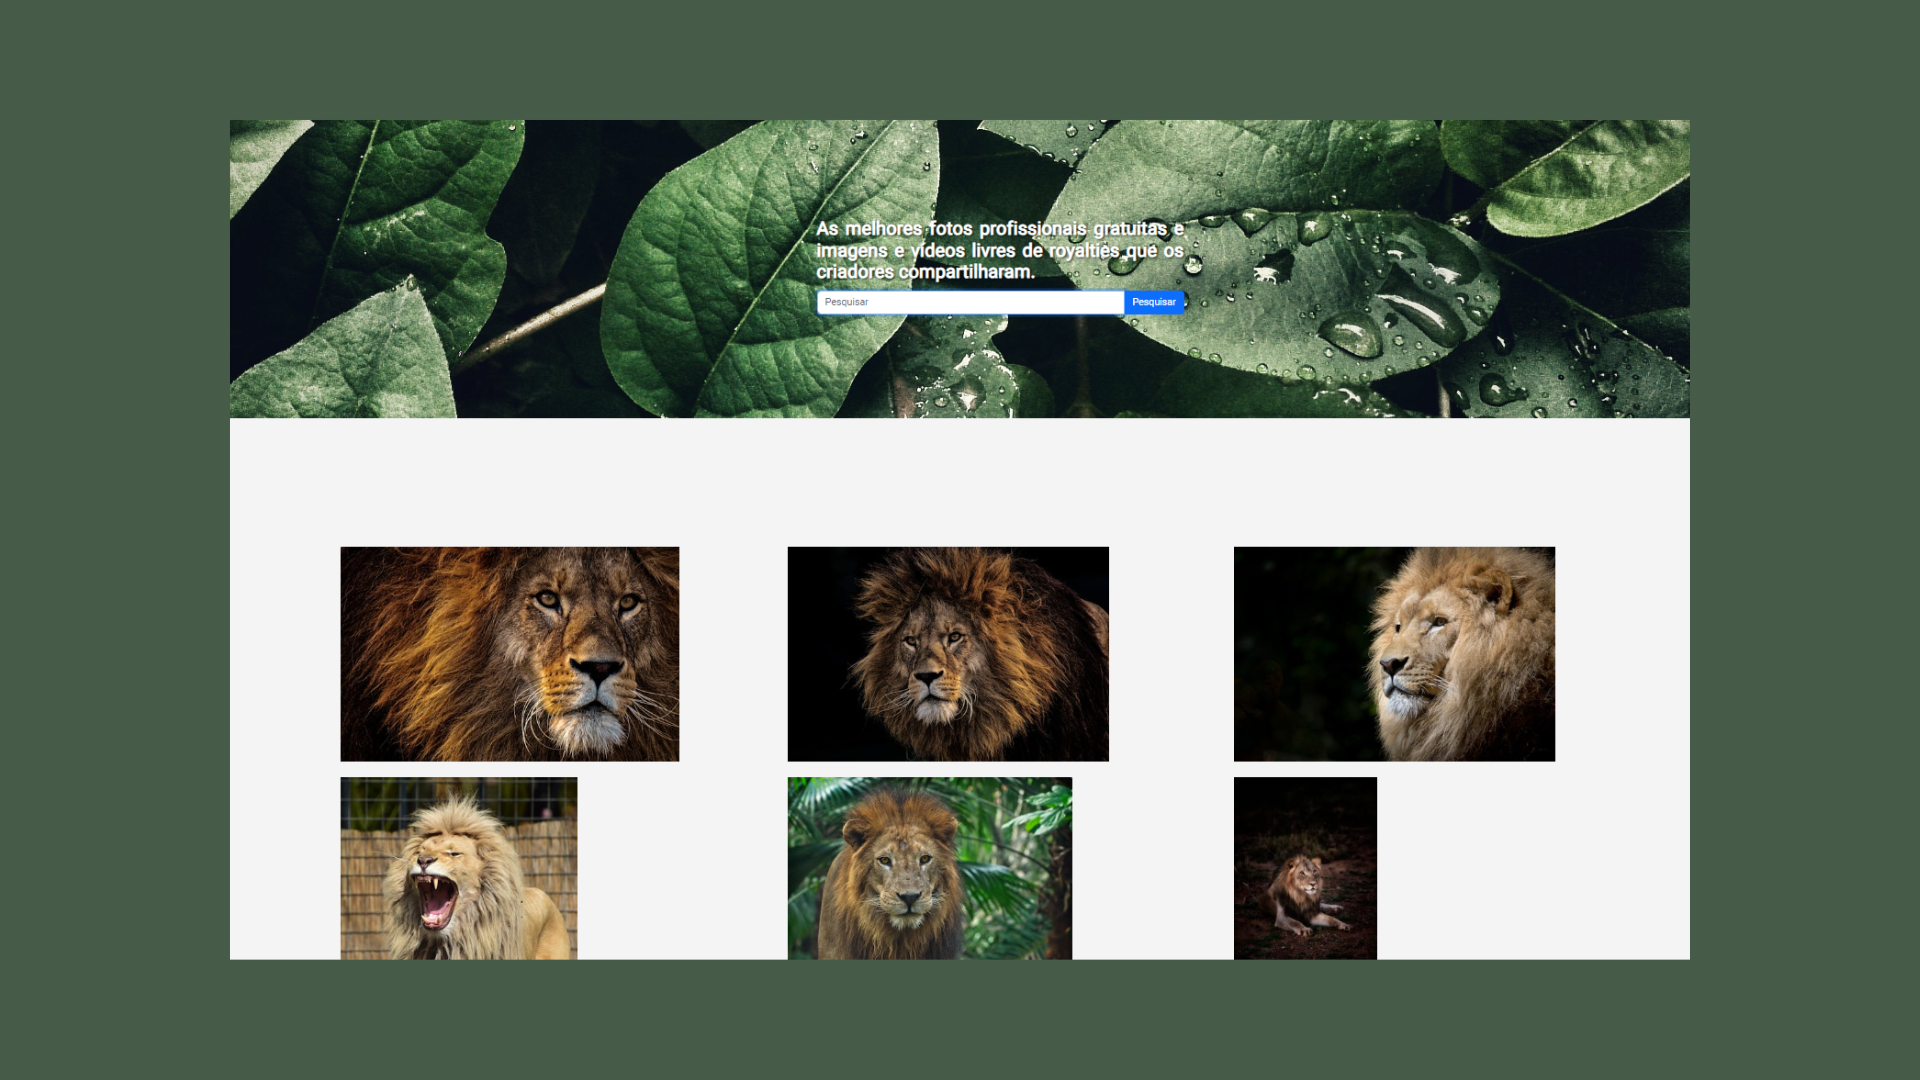 As melhores fotos profissionais gratuitas e
imagens e vídeos livres de royalties que os
criadores compartilharam.
Pesquisar
Pesquisar